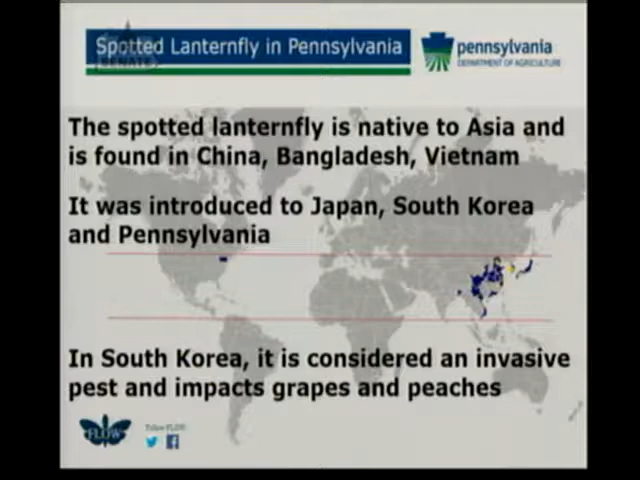 Spotted Lanternfly in Pennsylvania
SENATE
pennsylvania
DEPARTMENT OF AGRICULTURE
The spotted lanternfly is native to Asia and
is found in China, Bangladesh, Vietnam
It was introduced to Japan, South Korea
and Pennsylvania
In South Korea, it is considered an invasive
pest and impacts grapes and peaches
FLOW
Follow FLOW